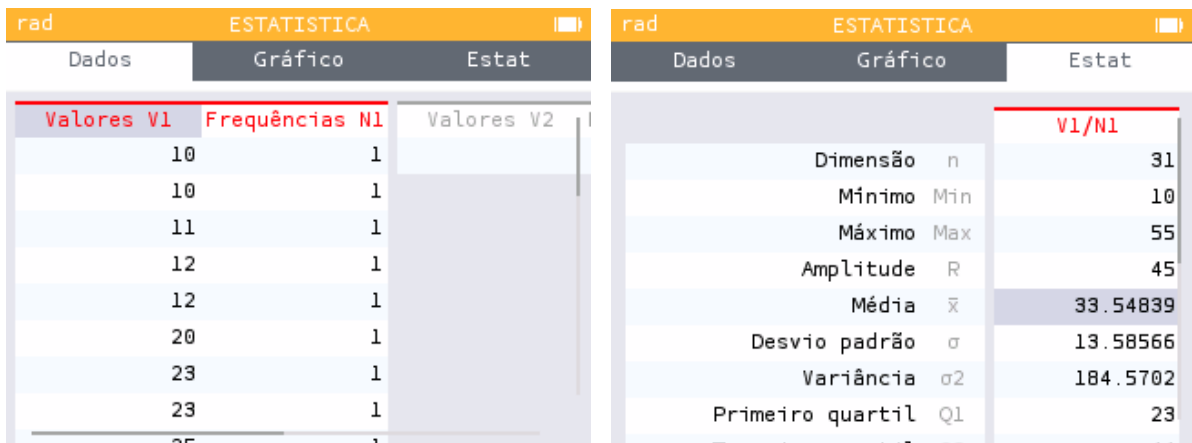 rad ESTATISTICA
Dados Gráfico Estat
Valores V1 Frequências N1 Valores V2
10 1
10 1
11 1
12 1
12 1
20 1
23 1
23 1
rad ESTATISTICA
Dados Gráfico Estat
V1/N1
Dimensão n 31
Mínimo Min 10
Máximo Max 55
Amplitude R 45
Média x̄ 33.54839
Desvio padrão σ 13.58566
Variância σ2 184.5702
Primeiro quartil Q1 23